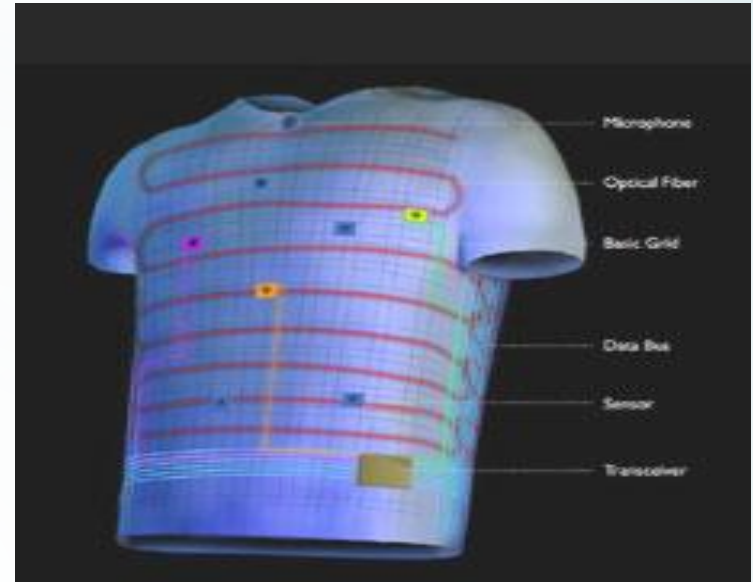 Microphone
Optical Fiber
Basic Grid
Data Bus
Sensor
Transceiver